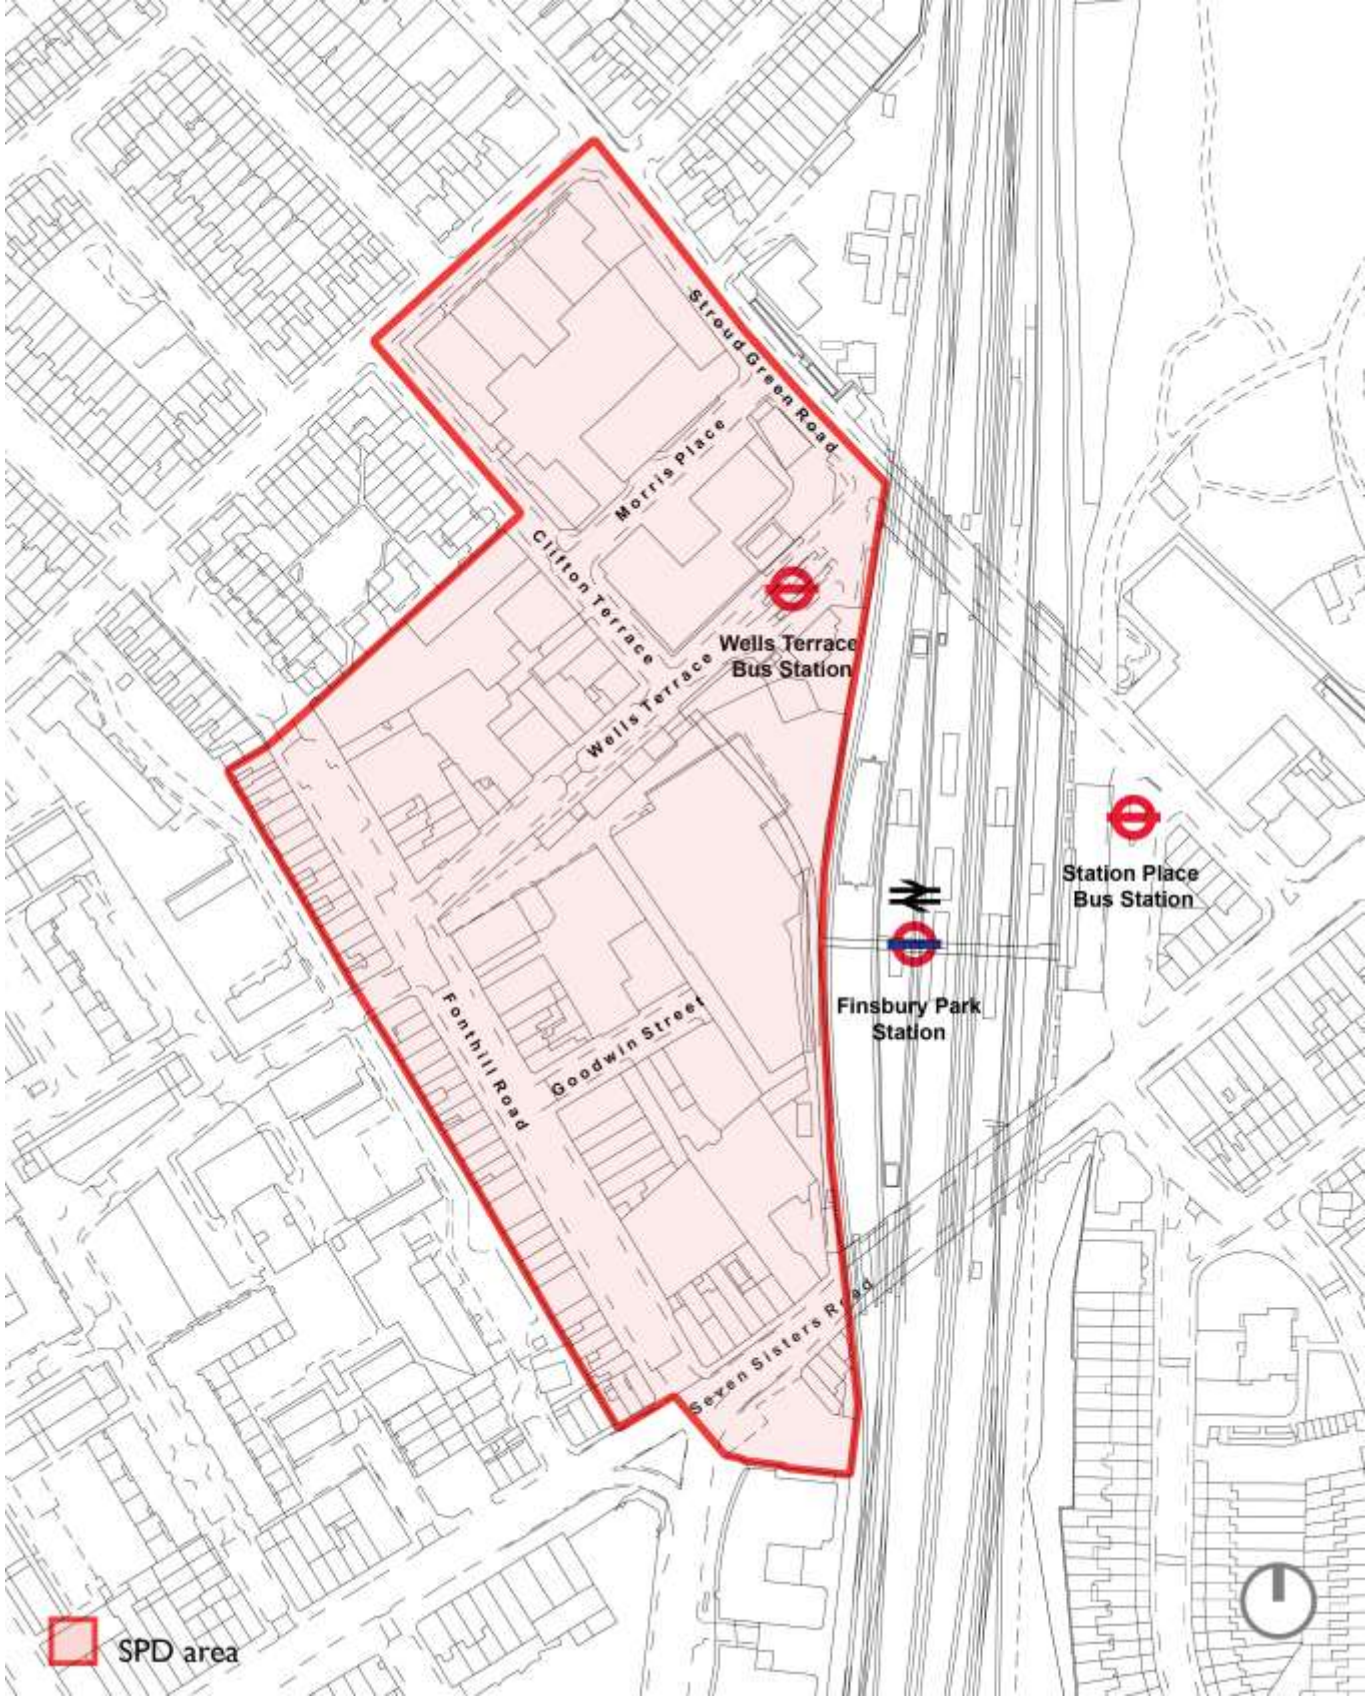 Stroud Green Road
Morris Place
Clifton Terrace
Wells Terrace
Bus Station
Wells Terrace
Station Place
Bus Station
Finsbury Park
Station
Fonthill Road
Goodwin Street
Seven Sisters Road
SPD area